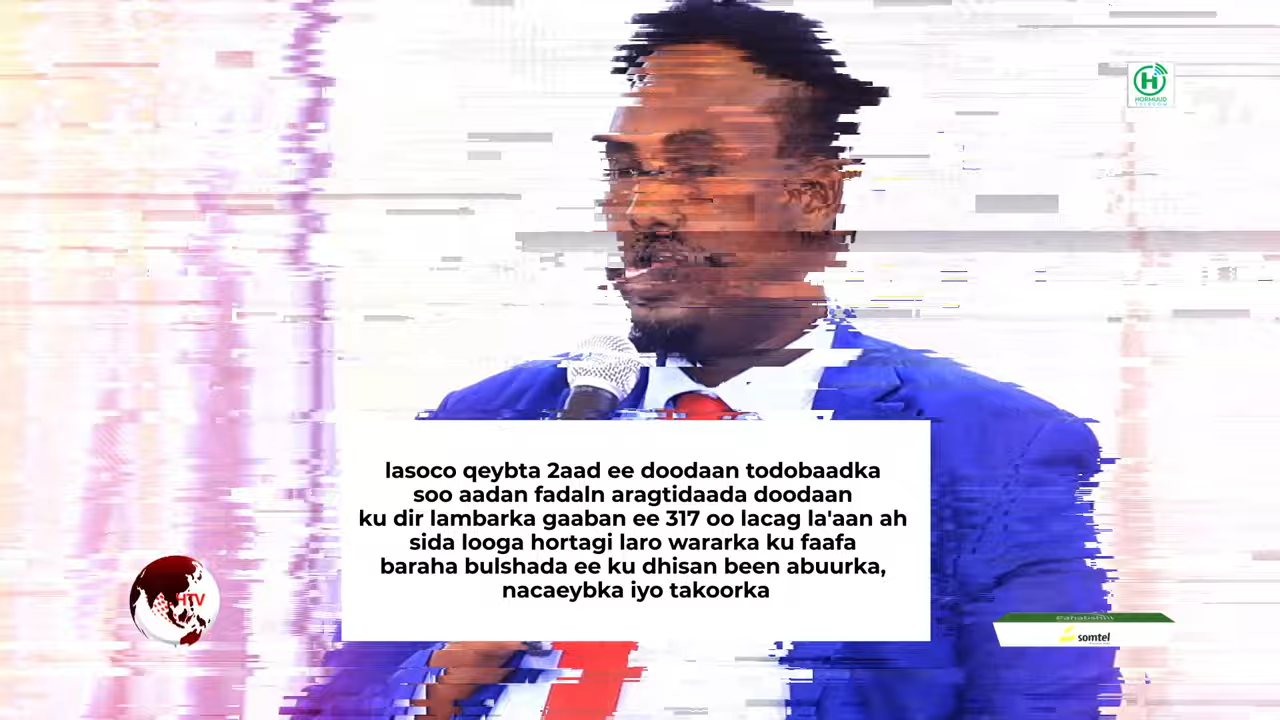 HORMUUD
TELECOM
lasoco qeybta 2aad ee doodaan todobaadka
soo aadan fadaln aragtidaada doodaan
ku dir lambarka gaaban ee 317 oo lacag la'aan ah
sida looga hortagi laro wararka ku faafa
baraha bulshada ee ku dhisan been abuurka,
nacaeybka iyo takoorka
HTV
somtel